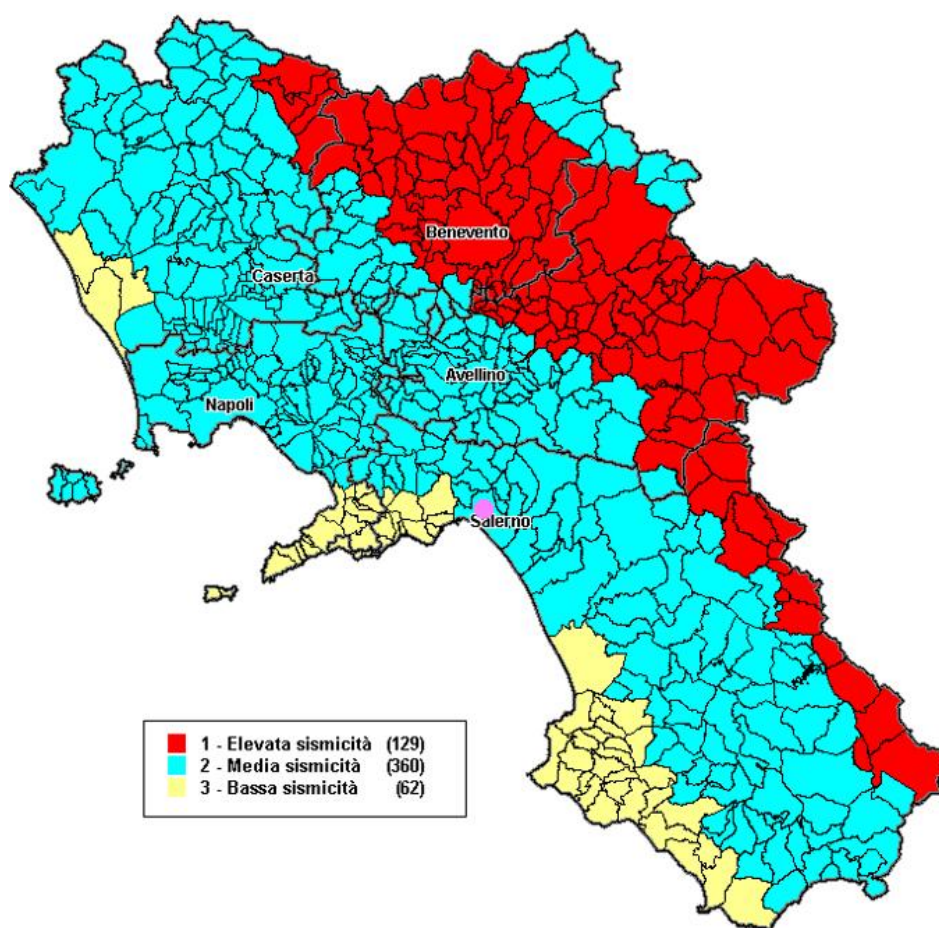 Benevento
Caserta
Avellino
Napoli
Salerno
1 - Elevata sismicità (129)
2 - Media sismicità (360)
3 - Bassa sismicità (62)